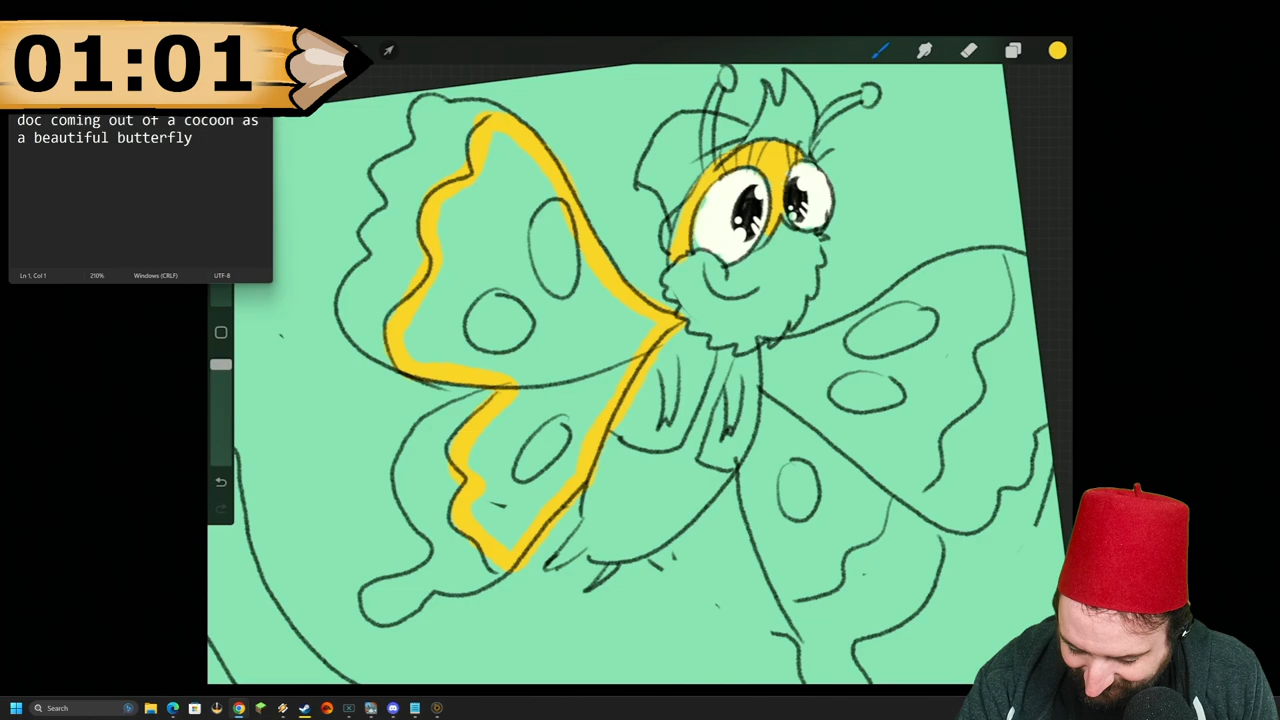 01:01
doc coming out of a cocoon as
a beautiful butterfly
Ln 1, Col 1 210% Windows (CRLF) UTF-8
Search